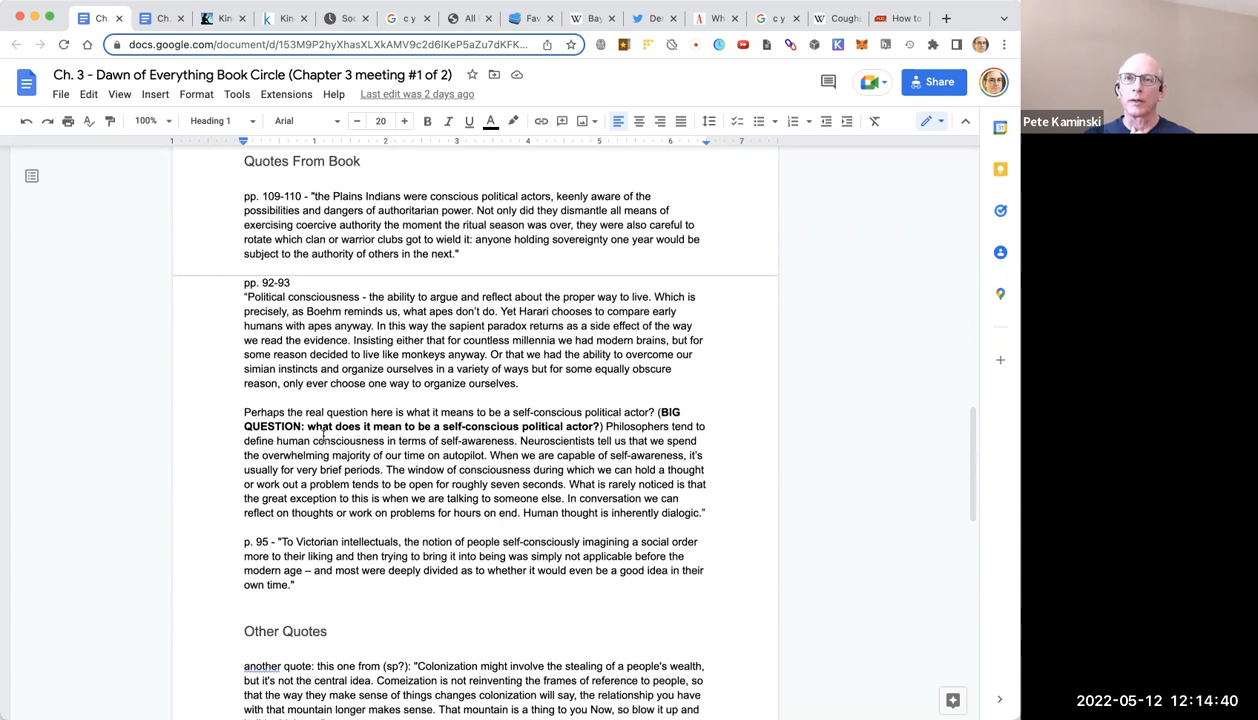 Ch. 3
Ch.
Kin
Kin
Soc
c y
All
Fav
Bay
Der
Wh
c y
Cough
How to
docs.google.com/document/d/153M9P2hyXhasXLXkAMV9c2d6lKeP5aZu7dKFK...
Ch. 3 - Dawn of Everything Book Circle (Chapter 3 meeting #1 of 2)
File Edit View Insert Format Tools Extensions Help Last edit was 2 days ago
Share
100% Heading 1 Arial 20
Quotes From Book
pp. 109-110 - "the Plains Indians were conscious political actors, keenly aware of the
possibilities and dangers of authoritarian power. Not only did they dismantle all means of
exercising coercive authority the moment the ritual season was over, they were also careful to
rotate which clan or warrior clubs got to wield it: anyone holding sovereignty one year would be
subject to the authority of others in the next."
pp. 92-93
“Political consciousness - the ability to argue and reflect about the proper way to live. Which is
precisely, as Boehm reminds us, what apes don’t do. Yet Harari chooses to compare early
humans with apes anyway. In this way the sapient paradox returns as a side effect of the way
we read the evidence. Insisting either that for countless millennia we had modern brains, but for
some reason decided to live like monkeys anyway. Or that we had the ability to overcome our
simian instincts and organize ourselves in a variety of ways but for some equally obscure
reason, only ever choose one way to organize ourselves.
Perhaps the real question here is what it means to be a self-conscious political actor? (BIG
QUESTION: what does it mean to be a self-conscious political actor?) Philosophers tend to
define human consciousness in terms of self-awareness. Neuroscientists tell us that we spend
the overwhelming majority of our time on autopilot. When we are capable of self-awareness, it’s
usually for very brief periods. The window of consciousness during which we can hold a thought
or work out a problem tends to be open for roughly seven seconds. What is rarely noticed is that
the great exception to this is when we are talking to someone else. In conversation we can
reflect on thoughts or work on problems for hours on end. Human thought is inherently dialogic.”
p. 95 - "To Victorian intellectuals, the notion of people self-consciously imagining a social order
more to their liking and then trying to bring it into being was simply not applicable before the
modern age – and most were deeply divided as to whether it would even be a good idea in their
own time."
Other Quotes
another quote: this one from (sp?): "Colonization might involve the stealing of a people's wealth,
but it's not the central idea. Comeization is not reinventing the frames of reference to people, so
that the way they make sense of things changes colonization will say, the relationship you have
with that mountain longer makes sense. That mountain is a thing to you Now, so blow it up and
Pete Kaminski
2022-05-12 12:14:40